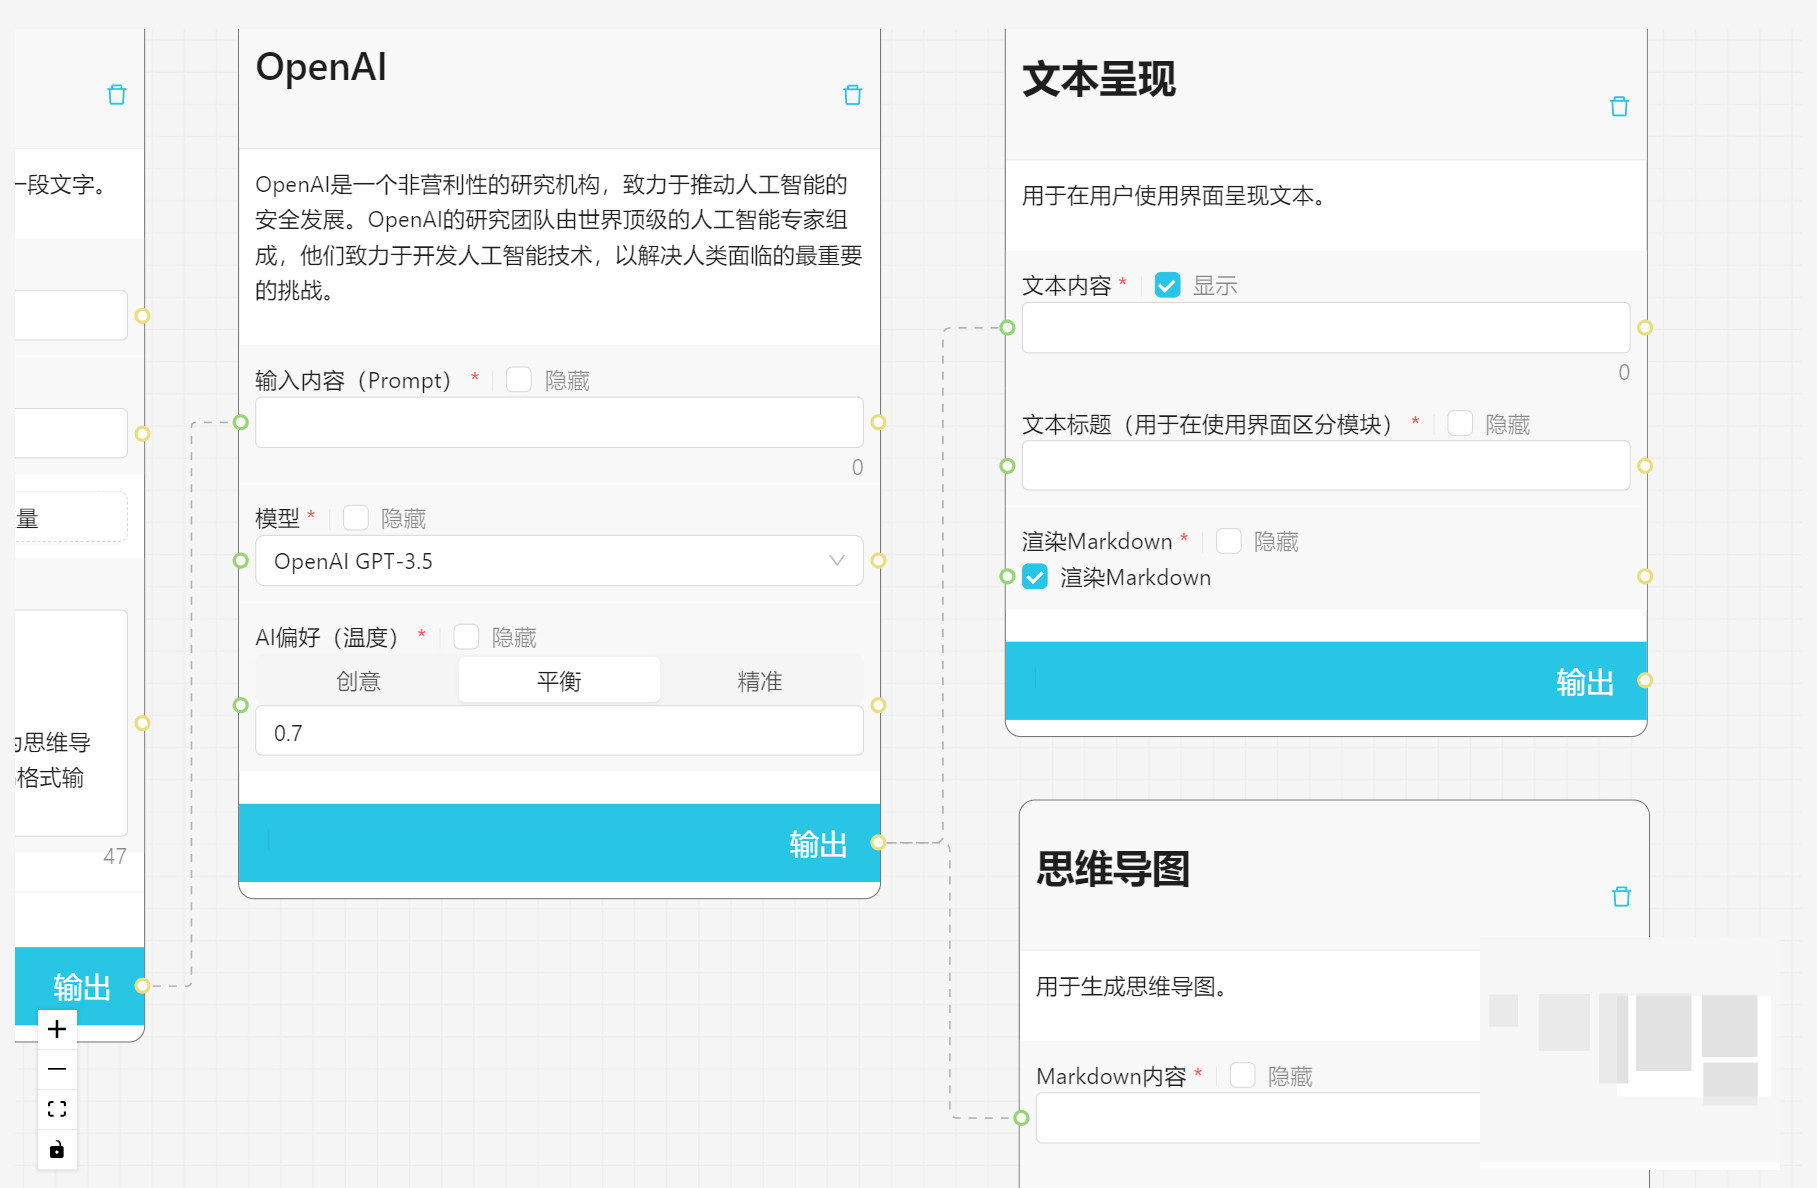 一段文字。
量
为思维导
格式输
47
输出
OpenAI
OpenAI是一个非营利性的研究机构，致力于推动人工智能的
安全发展。OpenAI的研究团队由世界顶级的人工智能专家组
成，他们致力于开发人工智能技术，以解决人类面临的最重要
的挑战。
输入内容（Prompt） * 隐藏
0
模型 * 隐藏
OpenAI GPT-3.5
AI偏好（温度） * 隐藏
创意 平衡 精准
0.7
输出
文本呈现
用于在用户使用界面呈现文本。
文本内容 * 显示
0
文本标题（用于在使用界面区分模块） * 隐藏
渲染Markdown * 隐藏
渲染Markdown
输出
思维导图
用于生成思维导图。
Markdown内容 * 隐藏